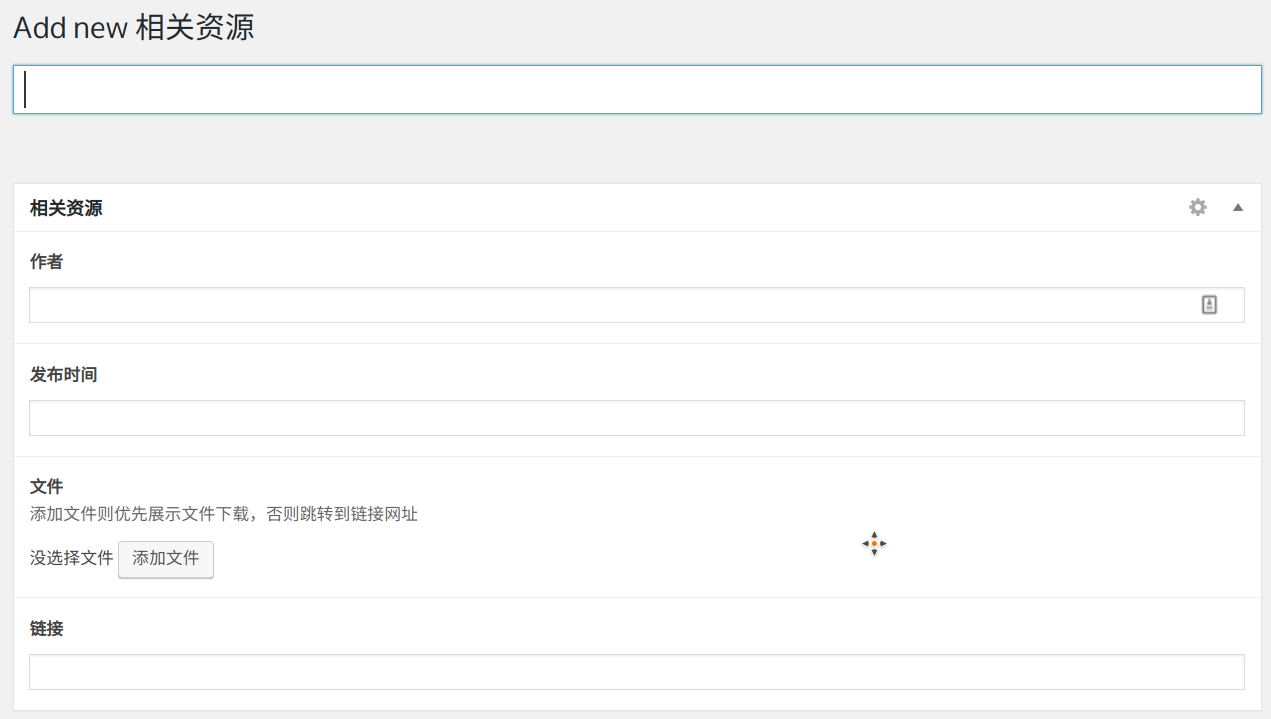 Add new 相关资源
相关资源
作者
发布时间
文件
添加文件则优先展示文件下载，否则跳转到链接网址
没选择文件 添加文件
链接